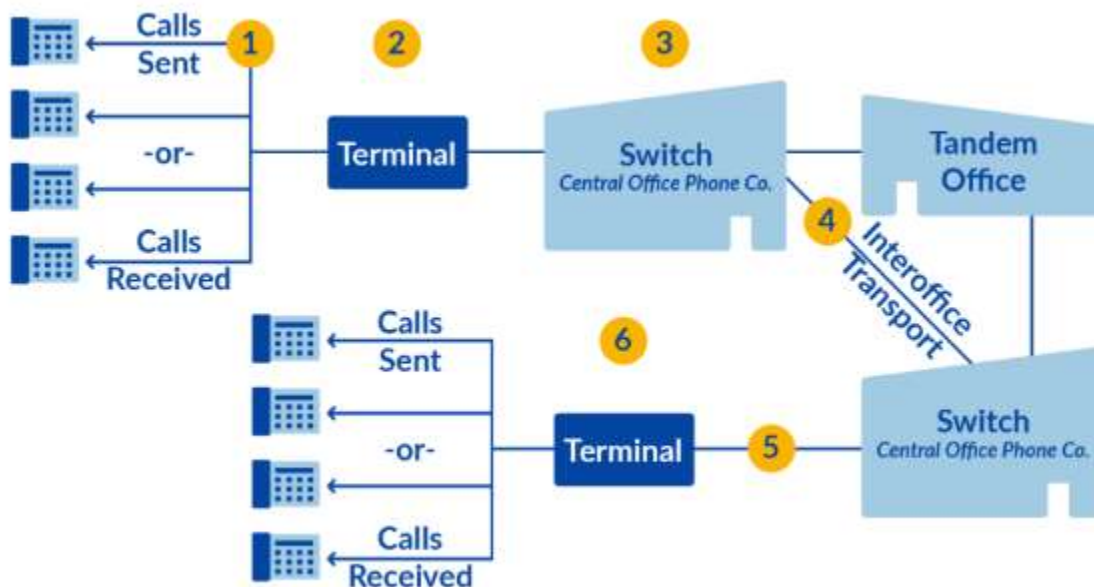 Calls
Sent
-or-
Calls
Received
1
2
3
Terminal
Switch
Central Office Phone Co.
Tandem
Office
4
Interoffice
Transport
Calls
Sent
-or-
Calls
Received
6
Terminal
5
Switch
Central Office Phone Co.